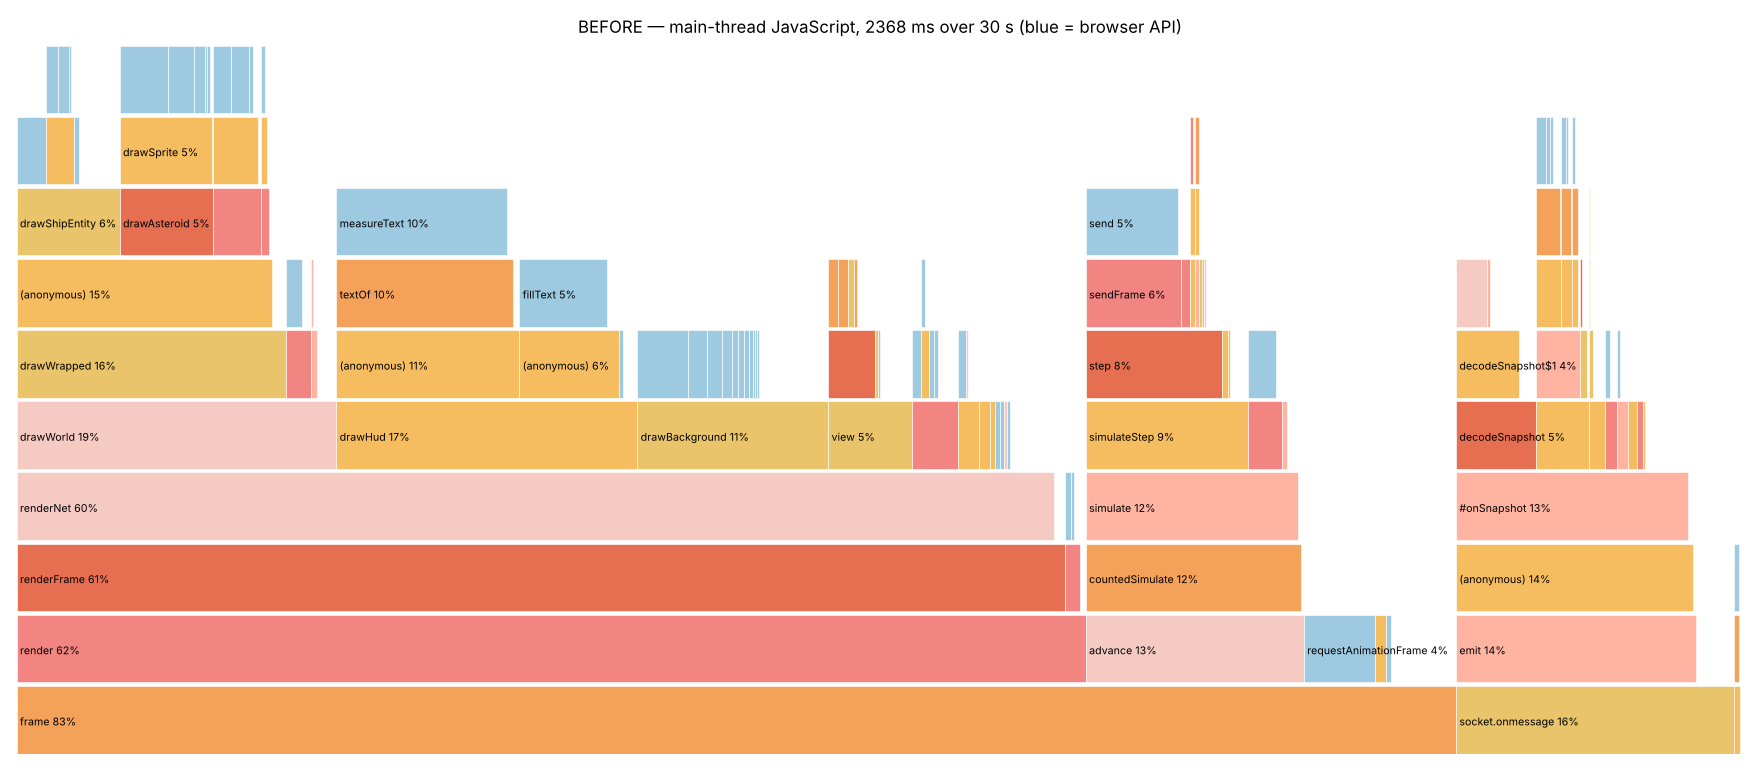 BEFORE — main-thread JavaScript, 2368 ms over 30 s (blue = browser API)
drawSprite 5%
drawShipEntity 6%
drawAsteroid 5%
measureText 10%
send 5%
(anonymous) 15%
textOf 10%
fillText 5%
sendFrame 6%
drawWrapped 16%
(anonymous) 11%
(anonymous) 6%
step 8%
decodeSnapshot$1 4%
drawWorld 19%
drawHud 17%
drawBackground 11%
view 5%
simulateStep 9%
decodeSnapshot 5%
renderNet 60%
simulate 12%
#onSnapshot 13%
renderFrame 61%
countedSimulate 12%
(anonymous) 14%
render 62%
advance 13%
requestAnimationFrame 4%
emit 14%
frame 83%
socket.onmessage 16%